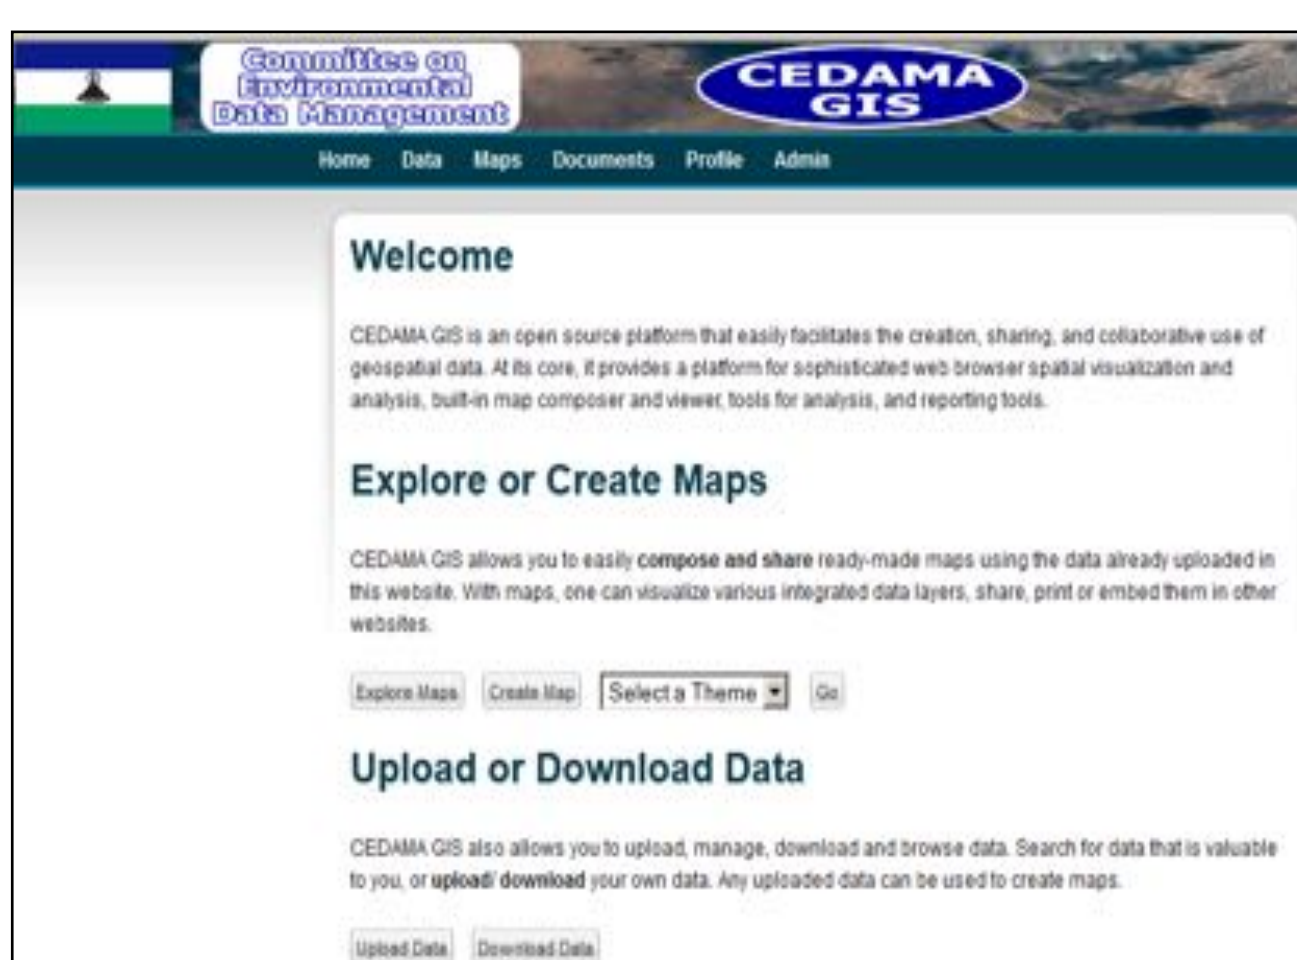 Committee on
Environmental
Data Management
CEDAMA
GIS
Home Data Maps Documents Profile Admin
Welcome
CEDAMA GIS is an open source platform that easily facilitates the creation, sharing, and collaborative use of
geospatial data. At its core, it provides a platform for sophisticated web browser spatial visualization and
analysis, built-in map composer and viewer, tools for analysis, and reporting tools.
Explore or Create Maps
CEDAMA GIS allows you to easily compose and share ready-made maps using the data already uploaded in
this website. With maps, one can visualize various integrated data layers, share, print or embed them in other
websites.
Explore Maps Create Map Select a Theme Go
Upload or Download Data
CEDAMA GIS also allows you to upload, manage, download and browse data. Search for data that is valuable
to you, or upload/ download your own data. Any uploaded data can be used to create maps.
Upload Data Download Data